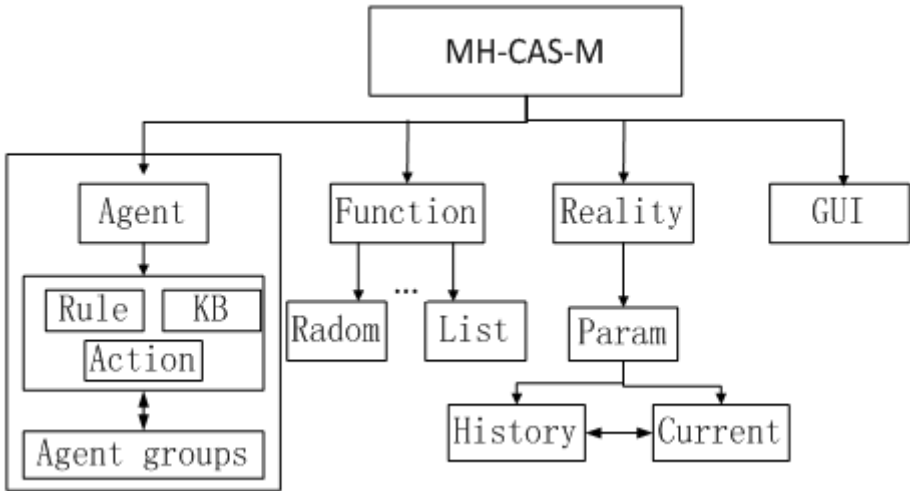 MH-CAS-M
Agent
Function
Reality
GUI
Rule
KB
Action
Radom
...
List
Param
Agent groups
History
Current